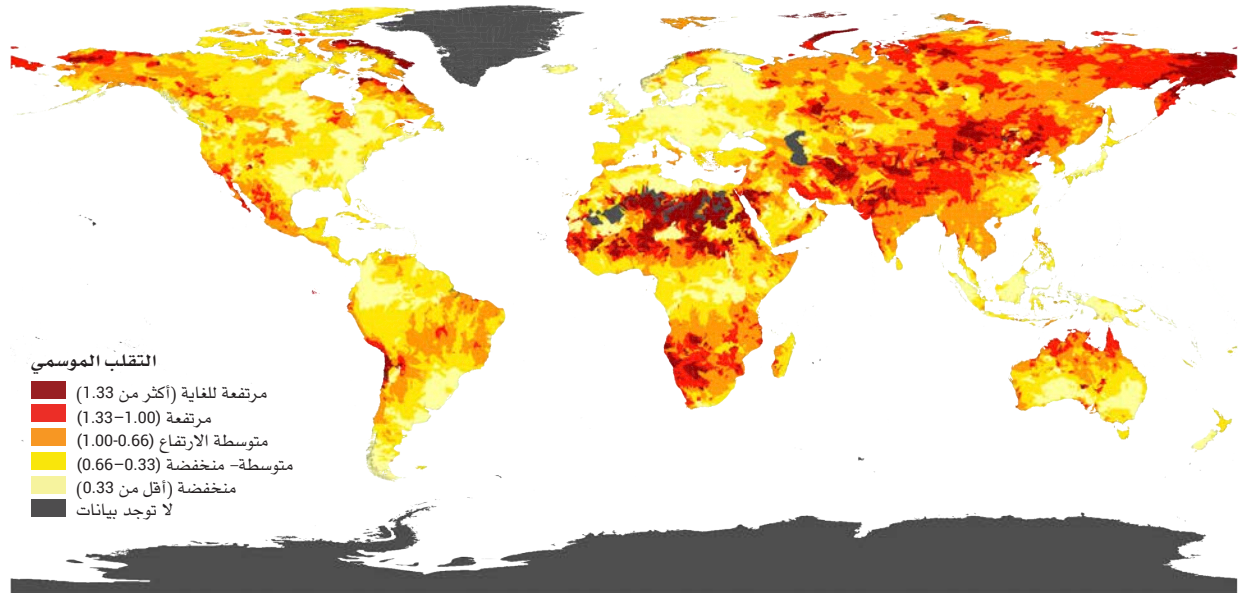 التقلب الموسمي
مرتفعة للغاية (أكثر من 1.33)
مرتفعة (1.00–1.33)
متوسطة الارتفاع (0.66-1.00)
متوسطة- منخفضة (0.33–0.66)
منخفضة (أقل من 0.33)
لا توجد بيانات